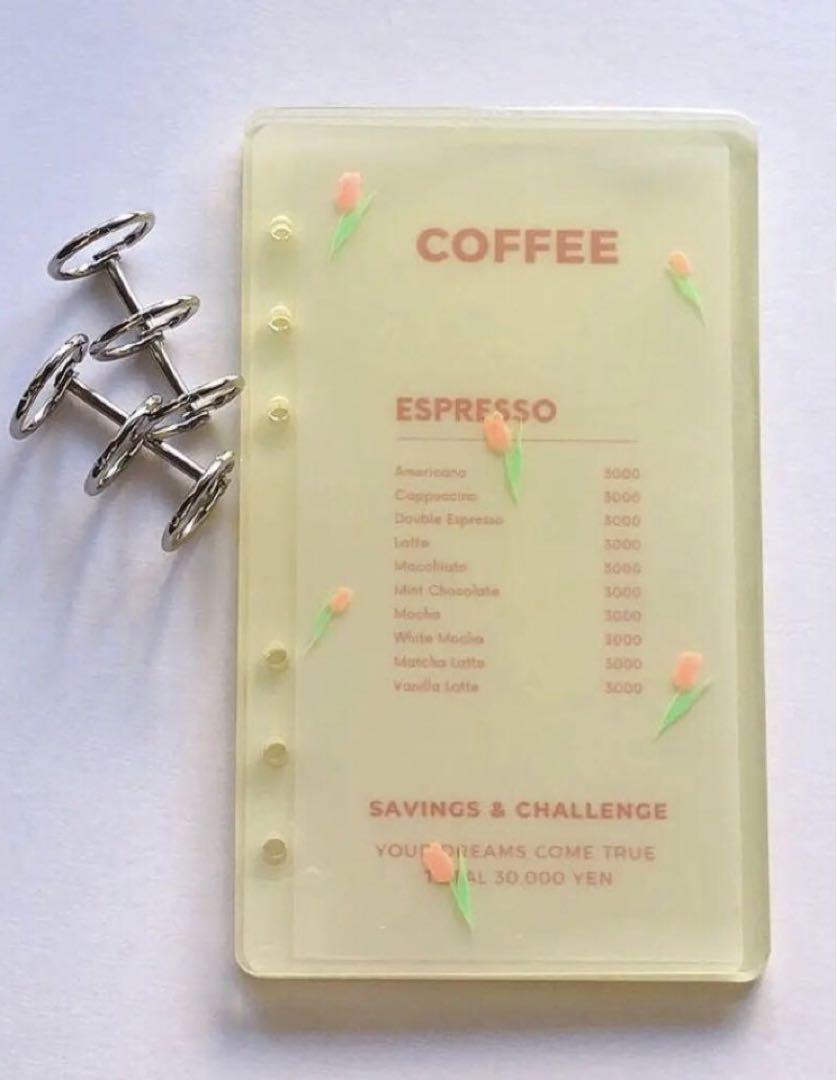 COFFEE
ESPRESSO
Americano 3000
Cappuccino 3000
Double Espresso 3000
Latte 3000
Macchiato 3000
Mint Chocolate 3000
Mocha 3000
White Mocha 3000
Matcha Latte 3000
Vanilla Latte 3000
SAVINGS & CHALLENGE
YOUR DREAMS COME TRUE
TOTAL 30.000 YEN